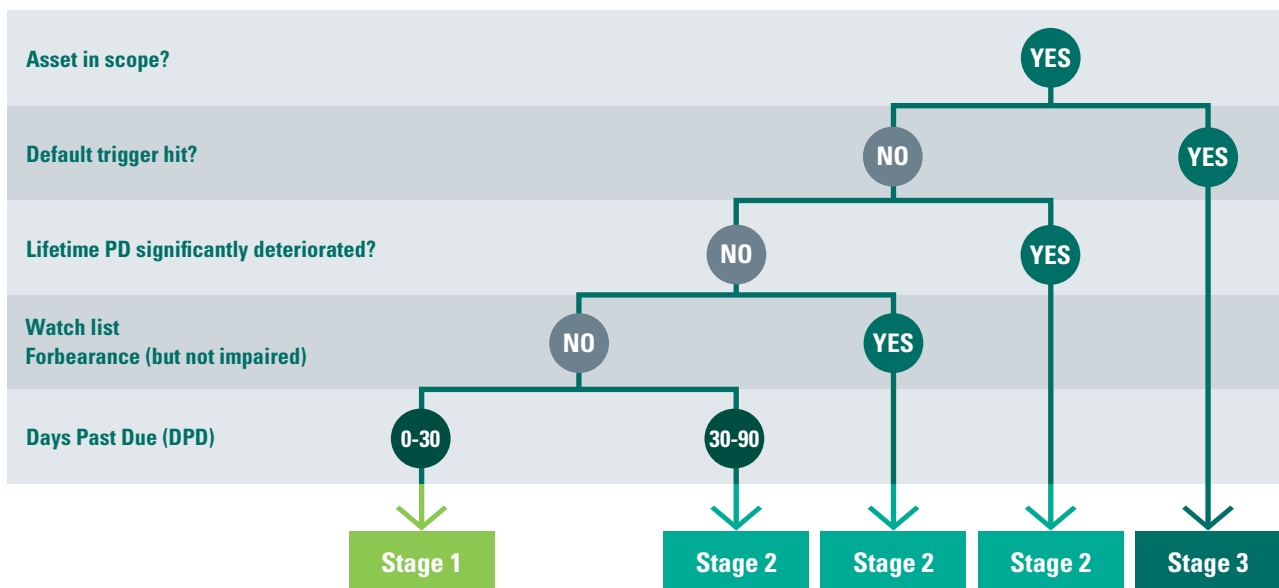 Asset in scope?
YES
Default trigger hit?
NO
YES
Lifetime PD significantly deteriorated?
NO
YES
Watch list
Forbearance (but not impaired)
NO
YES
Days Past Due (DPD)
0-30
30-90
Stage 1
Stage 2
Stage 2
Stage 2
Stage 3